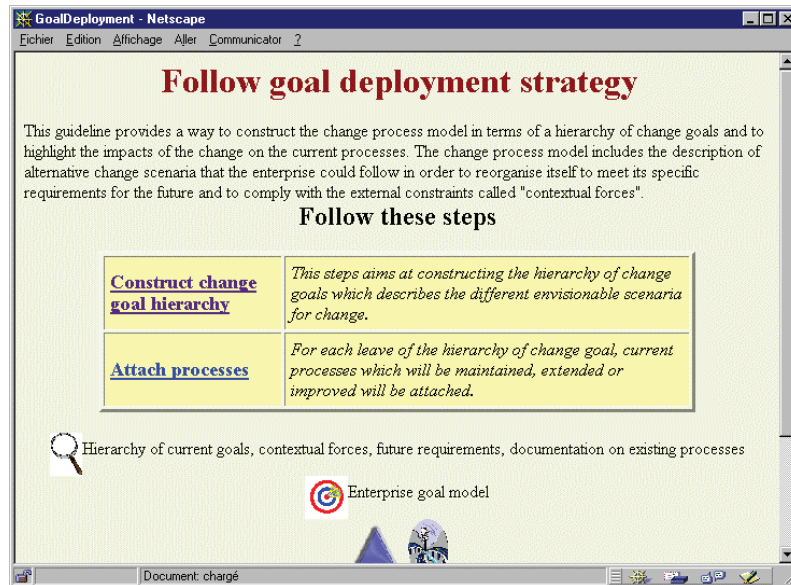 GoalDeployment - Netscape
Fichier Edition Affichage Aller Communicator ?
Follow goal deployment strategy
This guideline provides a way to construct the change process model in terms of a hierarchy of change goals and to
highlight the impacts of the change on the current processes. The change process model includes the description of
alternative change scenaria that the enterprise could follow in order to reorganise itself to meet its specific
requirements for the future and to comply with the external constraints called "contextual forces".
Follow these steps
Construct change
goal hierarchy
This steps aims at constructing the hierarchy of change
goals which describes the different envisionable scenaria
for change.
Attach processes
For each leave of the hierarchy of change goal, current
processes which will be maintained, extended or
improved will be attached.
Hierarchy of current goals, contextual forces, future requirements, documentation on existing processes
Enterprise goal model
Document: chargé